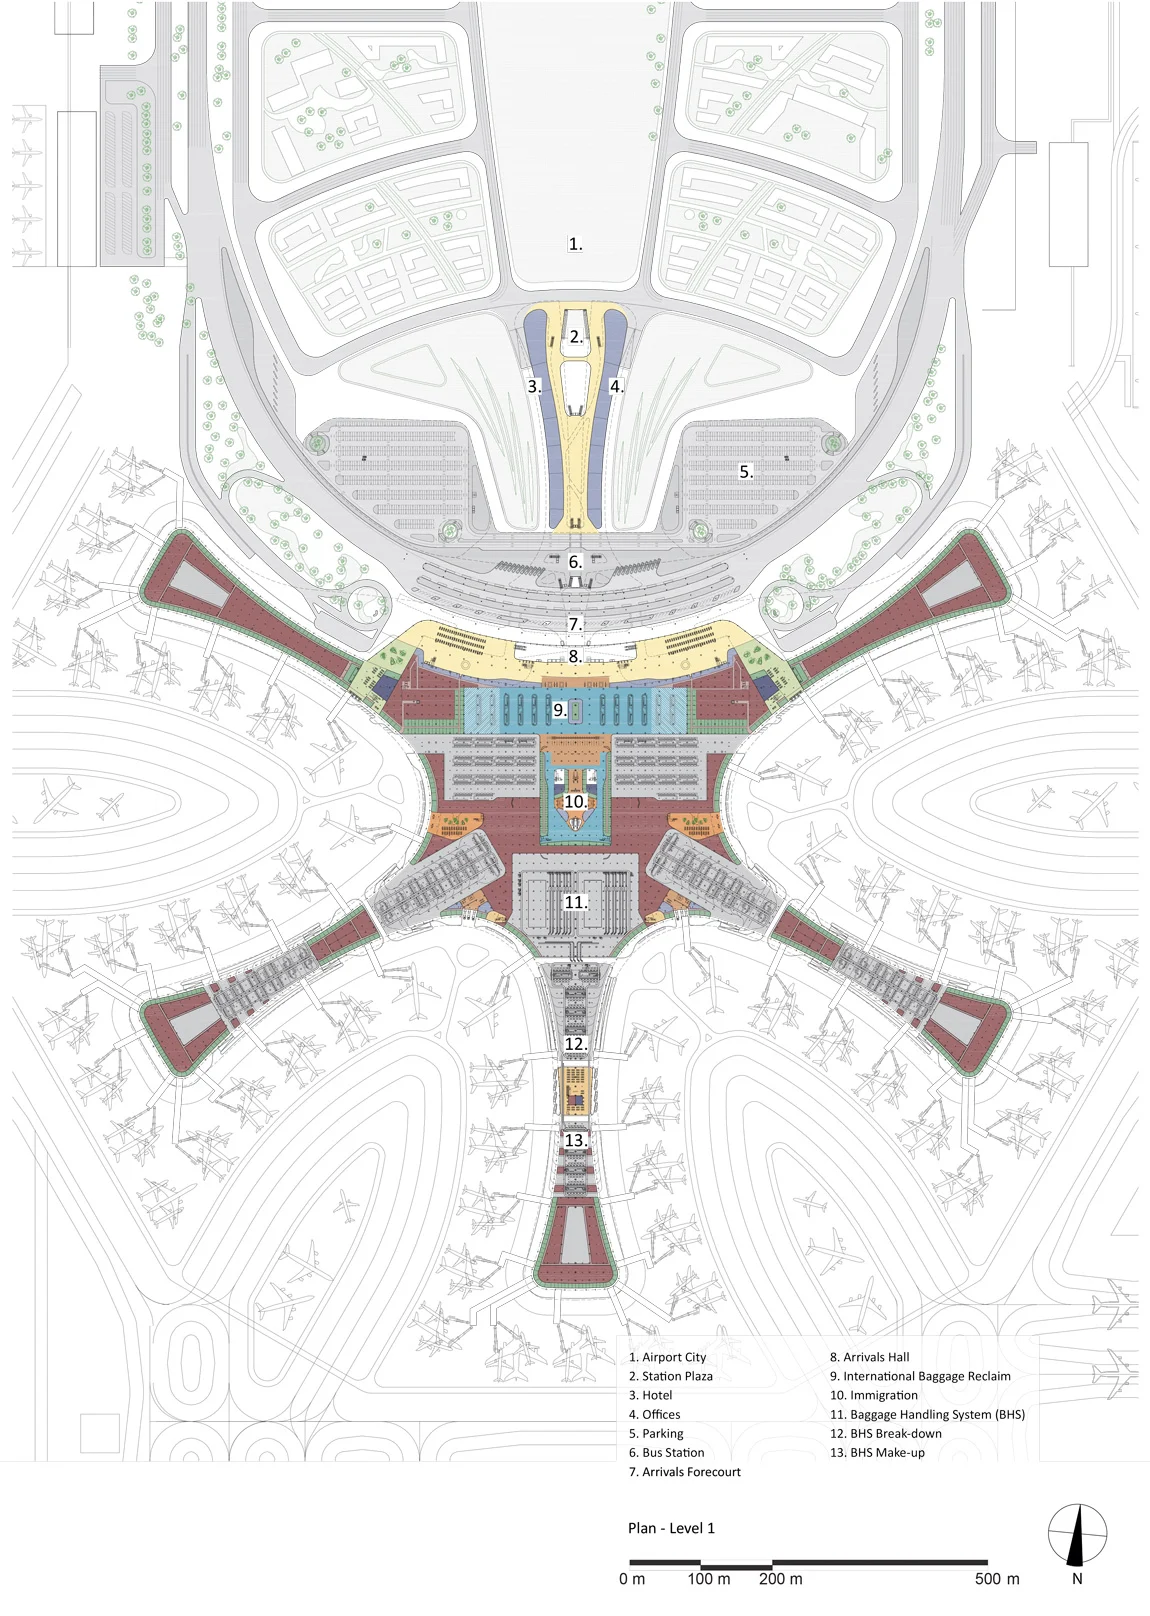 1.
2.
3.
4.
5.
6.
7.
8.
9.
10.
11.
12.
13.
1. Airport City
2. Station Plaza
3. Hotel
4. Offices
5. Parking
6. Bus Station
7. Arrivals Forecourt
8. Arrivals Hall
9. International Baggage Reclaim
10. Immigration
11. Baggage Handling System (BHS)
12. BHS Break-down
13. BHS Make-up
Plan - Level 1
0 m 100 m 200 m 500 m
N